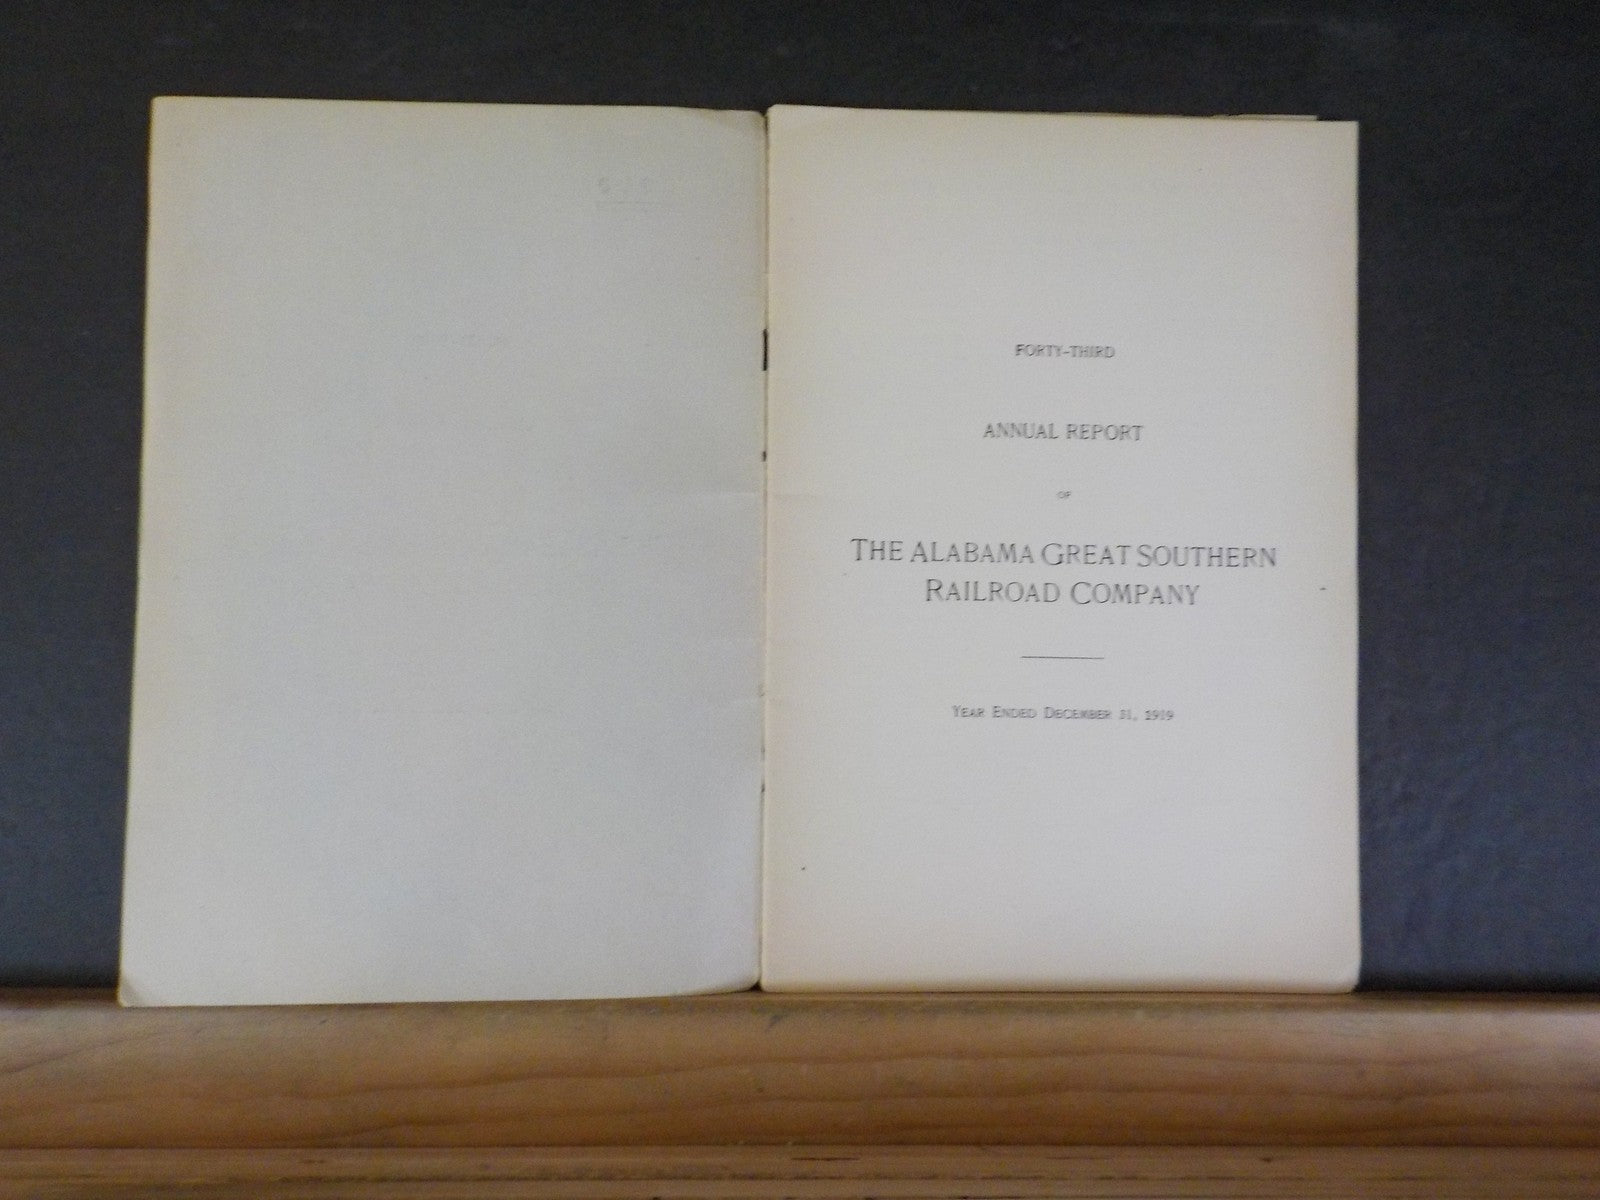 FORTY-THIRD
ANNUAL REPORT
OF
THE ALABAMA GREAT SOUTHERN
RAILROAD COMPANY
YEAR ENDED DECEMBER 31, 1919